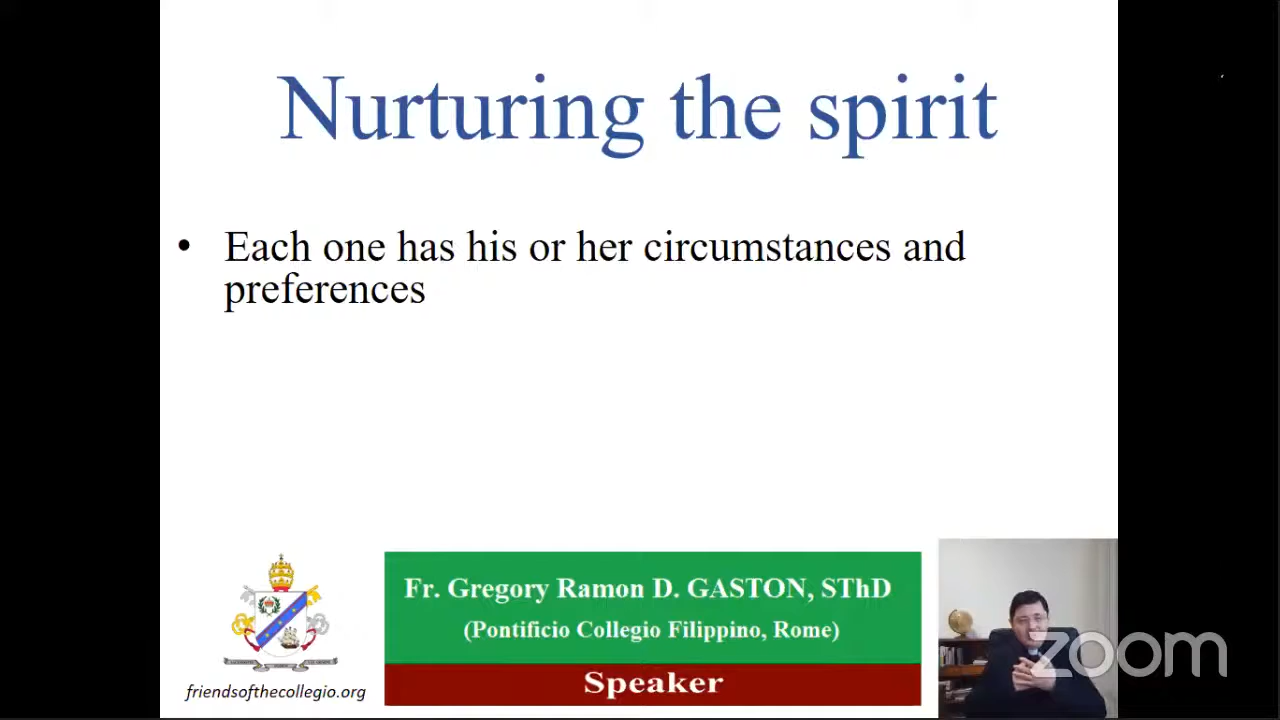 Nurturing the spirit
• Each one has his or her circumstances and
preferences
Fr. Gregory Ramon D. GASTON, SThD
(Pontificio Collegio Filippino, Rome)
Speaker
friendsofthecollegio.org
zoom